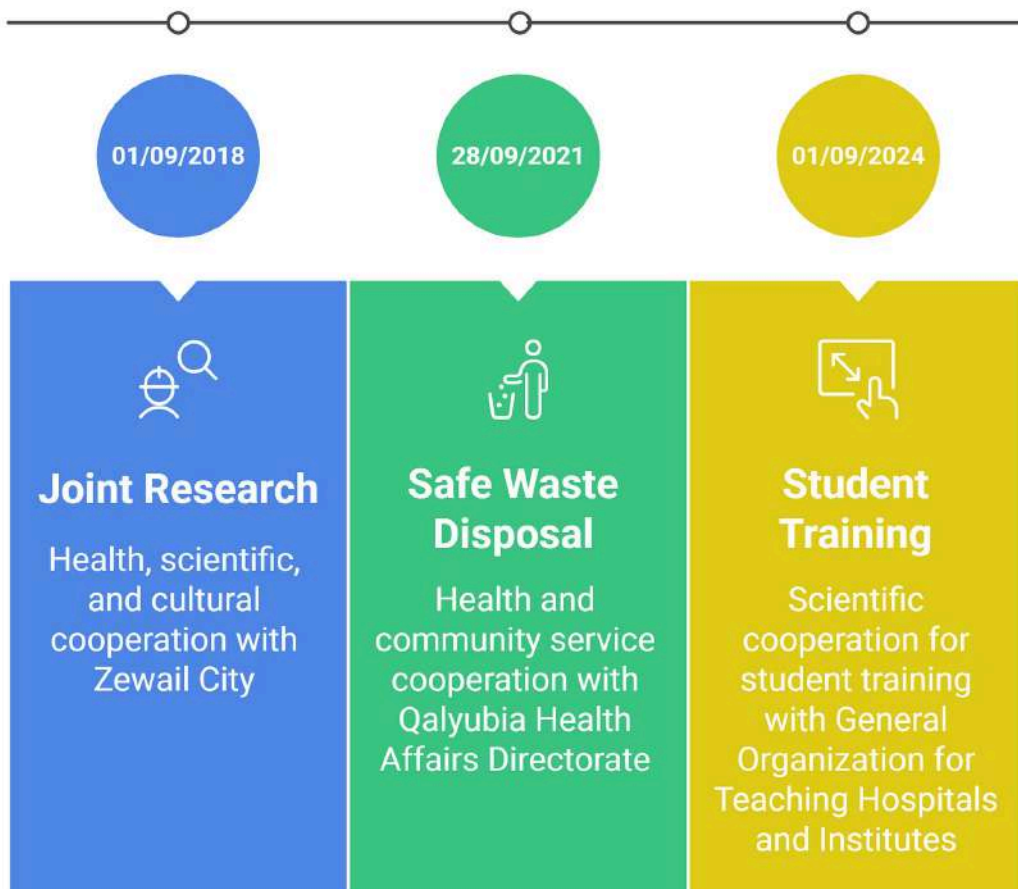 01/09/2018
28/09/2021
01/09/2024
Joint Research
Health, scientific,
and cultural
cooperation with
Zewail City
Safe Waste
Disposal
Health and
community service
cooperation with
Qalyubia Health
Affairs Directorate
Student
Training
Scientific
cooperation for
student training
with General
Organization for
Teaching Hospitals
and Institutes